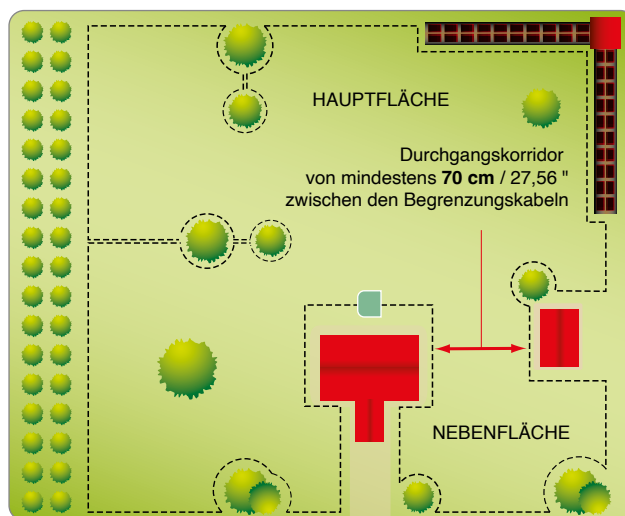 HAUPTFLÄCHE
Durchgangskorridor
von mindestens 70 cm / 27,56 "
zwischen den Begrenzungskabeln
NEBENFLÄCHE